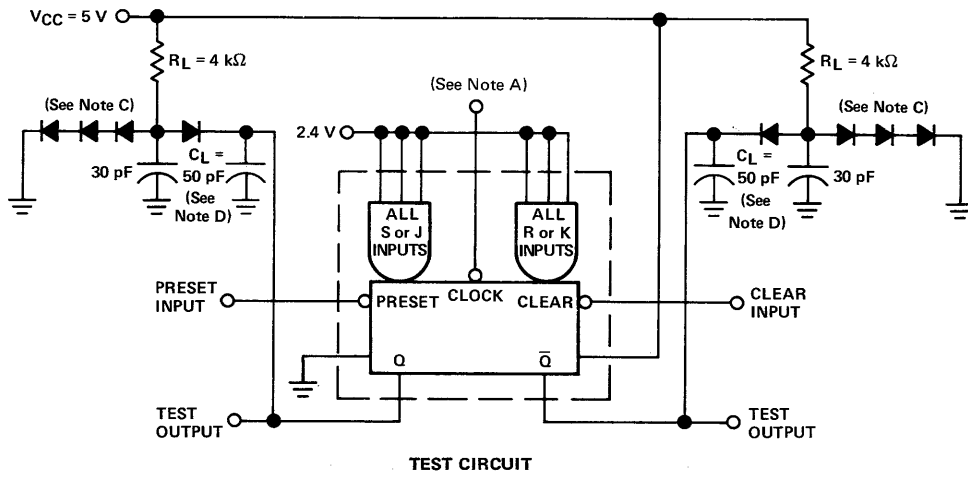 VCC = 5 V
RL = 4 kΩ
RL = 4 kΩ
(See Note A)
(See Note C)
(See Note C)
2.4 V
30 pF
CL =
50 pF
(See
Note D)
CL =
50 pF
(See
Note D)
30 pF
ALL
S or J
INPUTS
ALL
R or K
INPUTS
PRESET
INPUT
PRESET
CLOCK
CLEAR
CLEAR
INPUT
Q
Q̅
TEST
OUTPUT
TEST
OUTPUT
TEST CIRCUIT